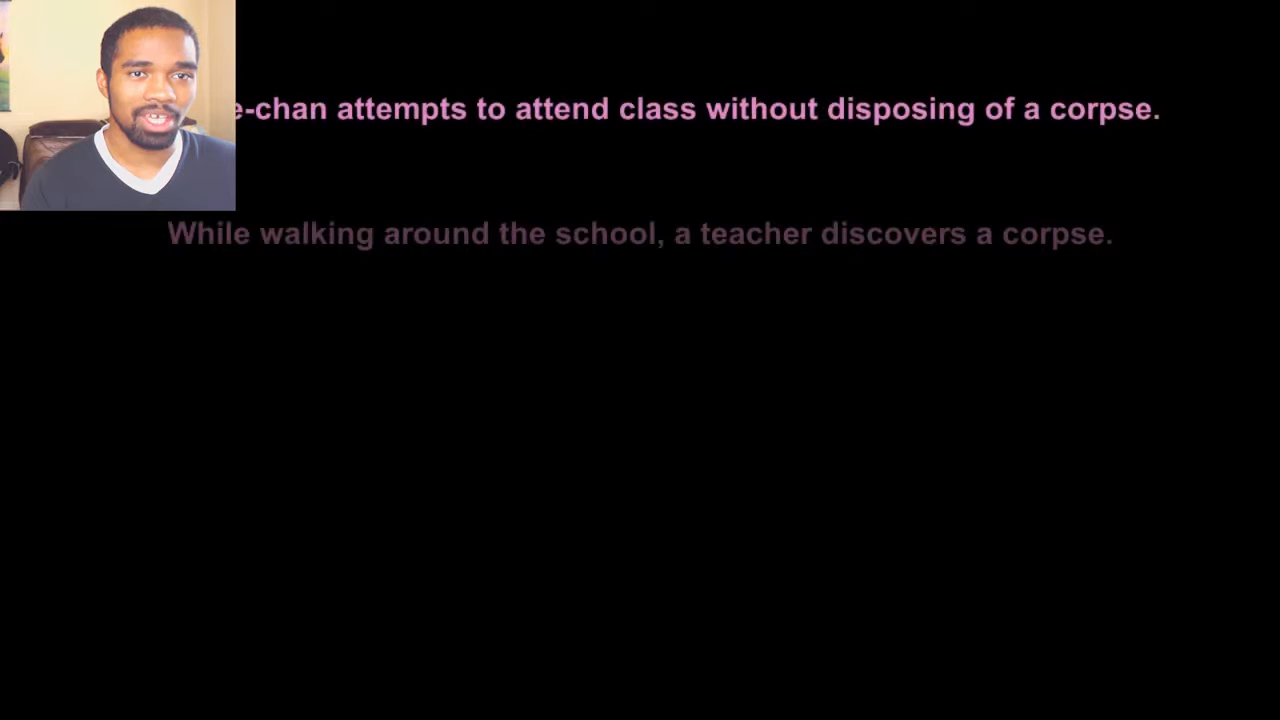 e-chan attempts to attend class without disposing of a corpse.
While walking around the school, a teacher discovers a corpse.